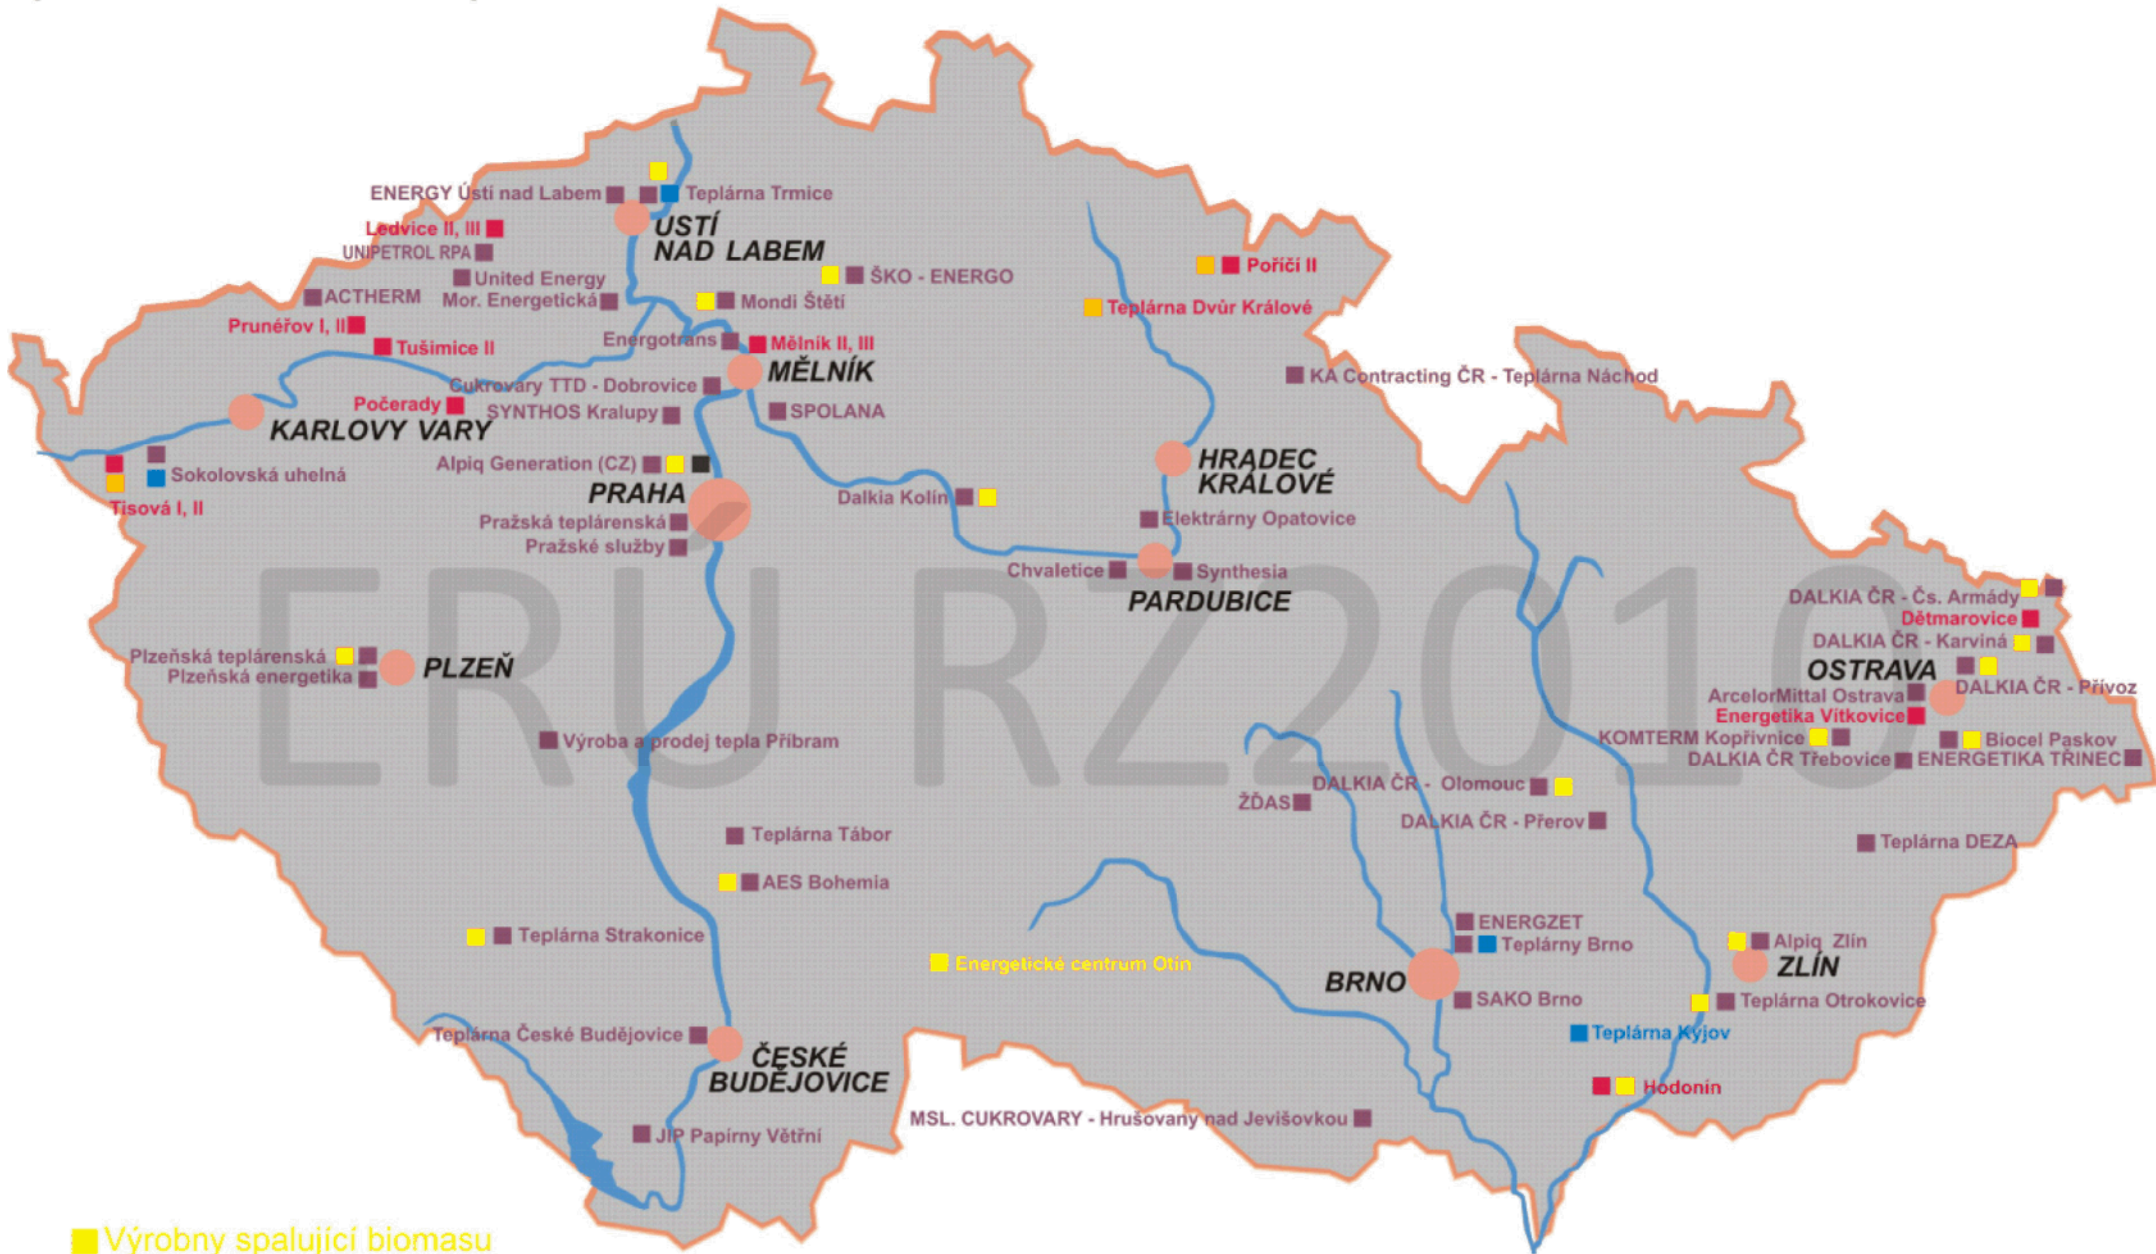 ENERGY Ústi nad Labem
Teplárna Trmice
Ledvice II, III
USTÍ
NAD LABEM
UNIPETROL RPA
United Energy
ŠKO - ENERGO
Poříčí II
ACTHERM
Mor. Energetická
Mondi Štětí
Teplárna Dvůr Králové
Prunéřov I, II
Tušimice II
Energotrans
Mělnik II, III
MĚLNÍK
KA Contracting ČR - Teplárna Náchod
Cukrovary TTD - Dobrovice
Počerady
SYNTHOS Kralupy
SPOLANA
KARLOVY VARY
Sokolovská uhelná
Tisová I, II
Alpiq Generation (CZ)
PRAHA
HRADEC
KRÁLOVÉ
Dalkia Kolín
Pražská teplárenská
Elektrárny Opatovice
Pražské služby
Chvaletice
Synthesia
PARDUBICE
ERU RZ2010
DALKIA ČR - Čs. Armády
Dětmarovice
DALKIA ČR - Karviná
Plzeňská teplárenská
PLZEŇ
Plzeňská energetika
OSTRAVA
DALKIA ČR - Přívoz
ArcelorMittal Ostrava
Energetika Vítkovice
KOMTERM Kopřivnice
Biocel Paskov
Výroba a prodej tepla Příbram
DALKIA ČR Třebovice
ENERGETIKA TŘINEC
DALKIA ČR - Olomouc
ŽĎAS
DALKIA ČR - Přerov
Teplárna Tábor
Teplárna DEZA
AES Bohemia
ENERGZET
Teplárna Strakonice
Teplárny Brno
Alpiq Zlín
Energetické centrum Otín
BRNO
ZLÍN
SAKO Brno
Teplárna Otrokovice
Teplárna České Budějovice
Teplárna Kyjov
ČESKÉ
BUDĚJOVICE
Hodonín
MSL. CUKROVARY - Hrušovany nad Jevišovkou
JIP Papírny Větřní
Výrobny spalující biomasu